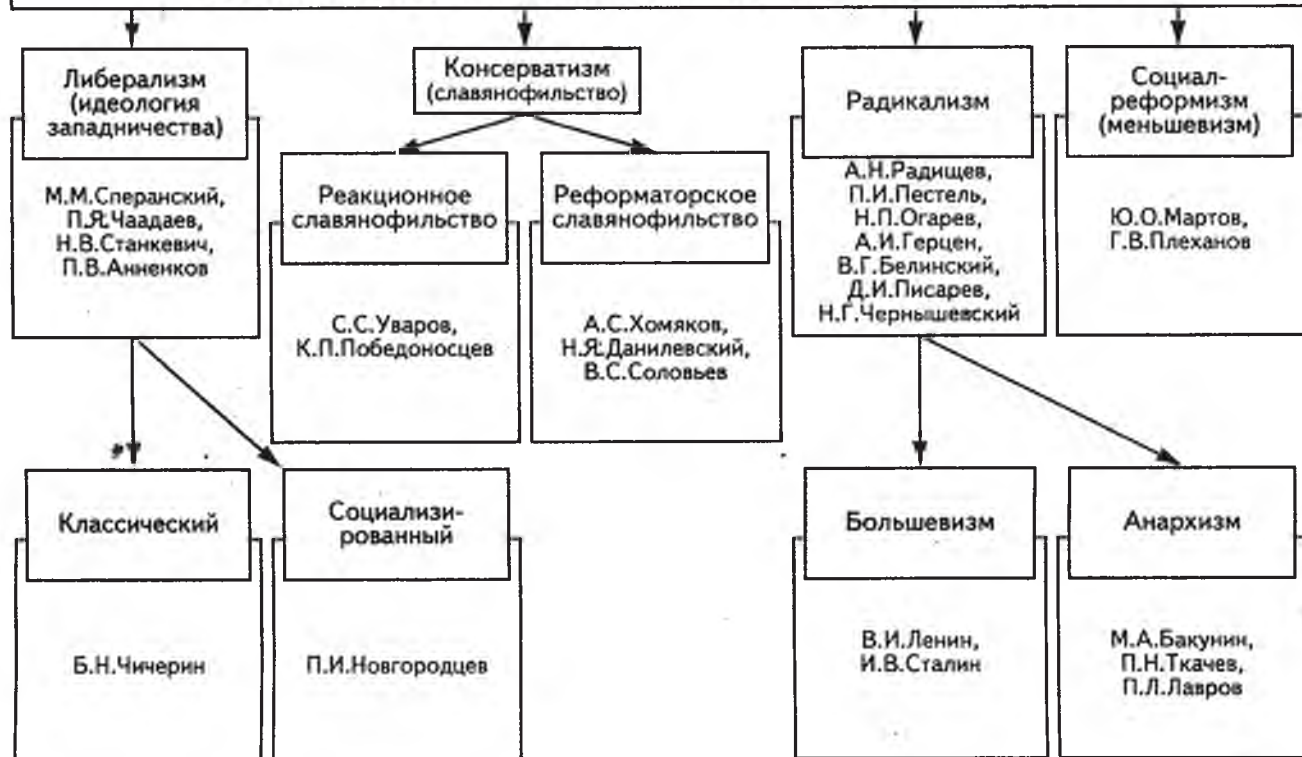 Либерализм
(идеология
западничества)
М.М.Сперанский,
П.Я.Чаадаев,
Н.В.Станкевич,
П.В.Анненков
Консерватизм
(славянофильство)
Реакционное
славянофильство
С.С.Уваров,
К.П.Победоносцев
Реформаторское
славянофильство
А.С.Хомяков,
Н.Я.Данилевский,
В.С.Соловьев
Радикализм
А.Н.Радищев,
П.И.Пестель,
Н.П.Огарев,
А.И.Герцен,
В.Г.Белинский,
Д.И.Писарев,
Н.Г.Чернышевский
Социал-
реформизм
(меньшевизм)
Ю.О.Мартов,
Г.В.Плеханов
Классический
Б.Н.Чичерин
Социализи-
рованный
П.И.Новгородцев
Большевизм
В.И.Ленин,
И.В.Сталин
Анархизм
М.А.Бакунин,
П.Н.Ткачев,
П.Л.Лавров